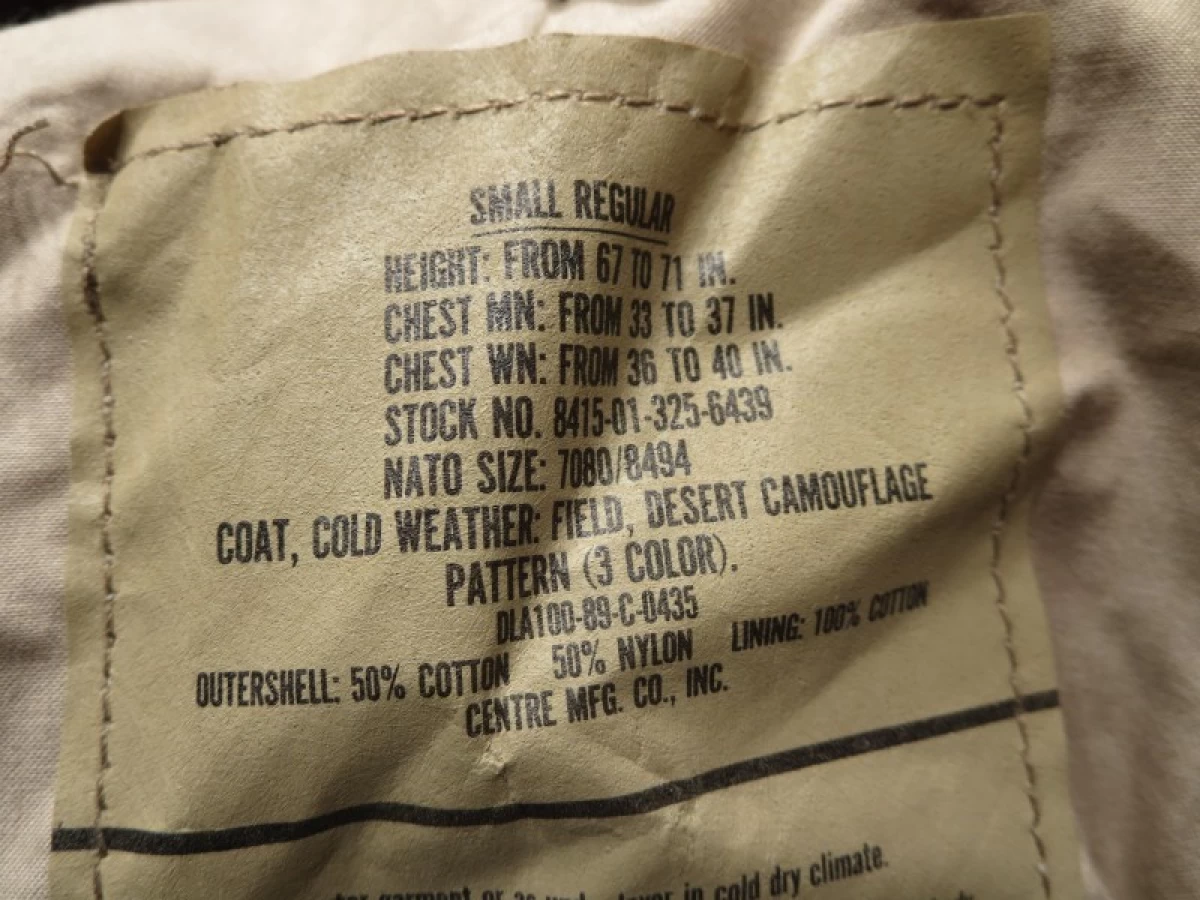 SMALL REGULAR
HEIGHT: FROM 67 TO 71 IN.
CHEST MN: FROM 33 TO 37 IN.
CHEST WN: FROM 36 TO 40 IN.
STOCK NO. 8415-01-325-6439
NATO SIZE: 7080/8494
COAT, COLD WEATHER: FIELD, DESERT CAMOUFLAGE
PATTERN (3 COLOR).
DLA100-89-C-0435
OUTERSHELL: 50% COTTON 50% NYLON LINING: 100% COTTON
CENTRE MFG. CO., INC.
garment or as in cold dry climate.